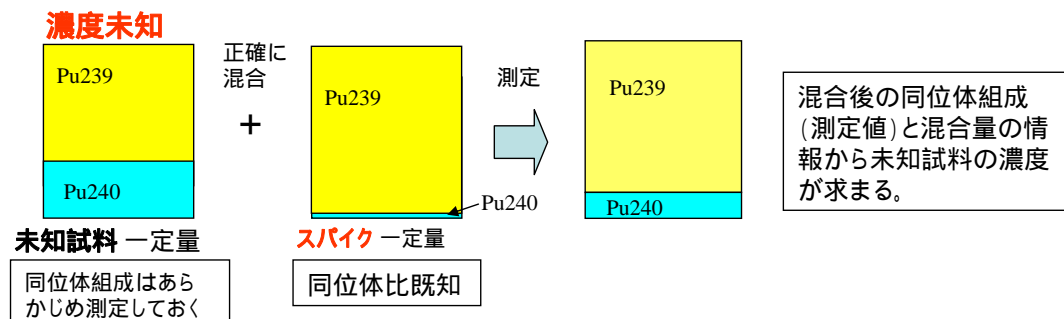 濃度未知
Pu239
Pu240
未知試料 一定量
同位体組成はあら
かじめ測定しておく
正確に
混合
+
Pu239
Pu240
スパイク 一定量
同位体比既知
測定
Pu239
Pu240
混合後の同位体組成
(測定値)と混合量の情
報から未知試料の濃度
が求まる。